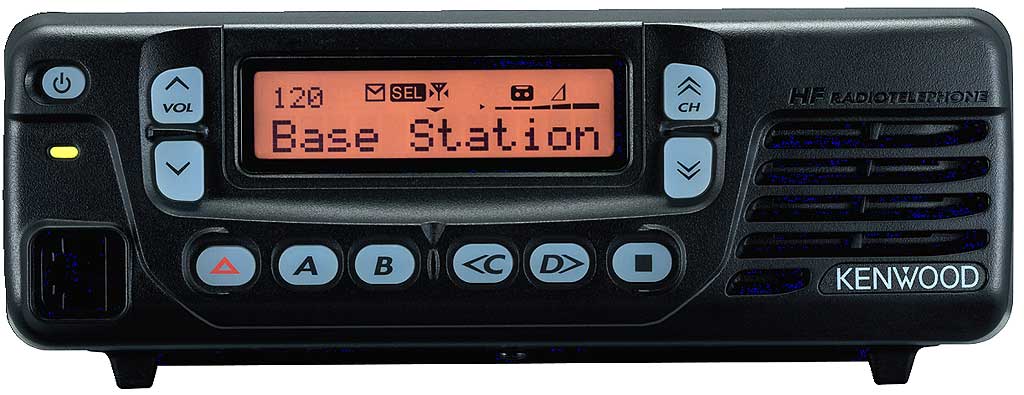 120 SEL
Base Station
VOL
CH
HF RADIOTELEPHONE
A B <C D>
KENWOOD